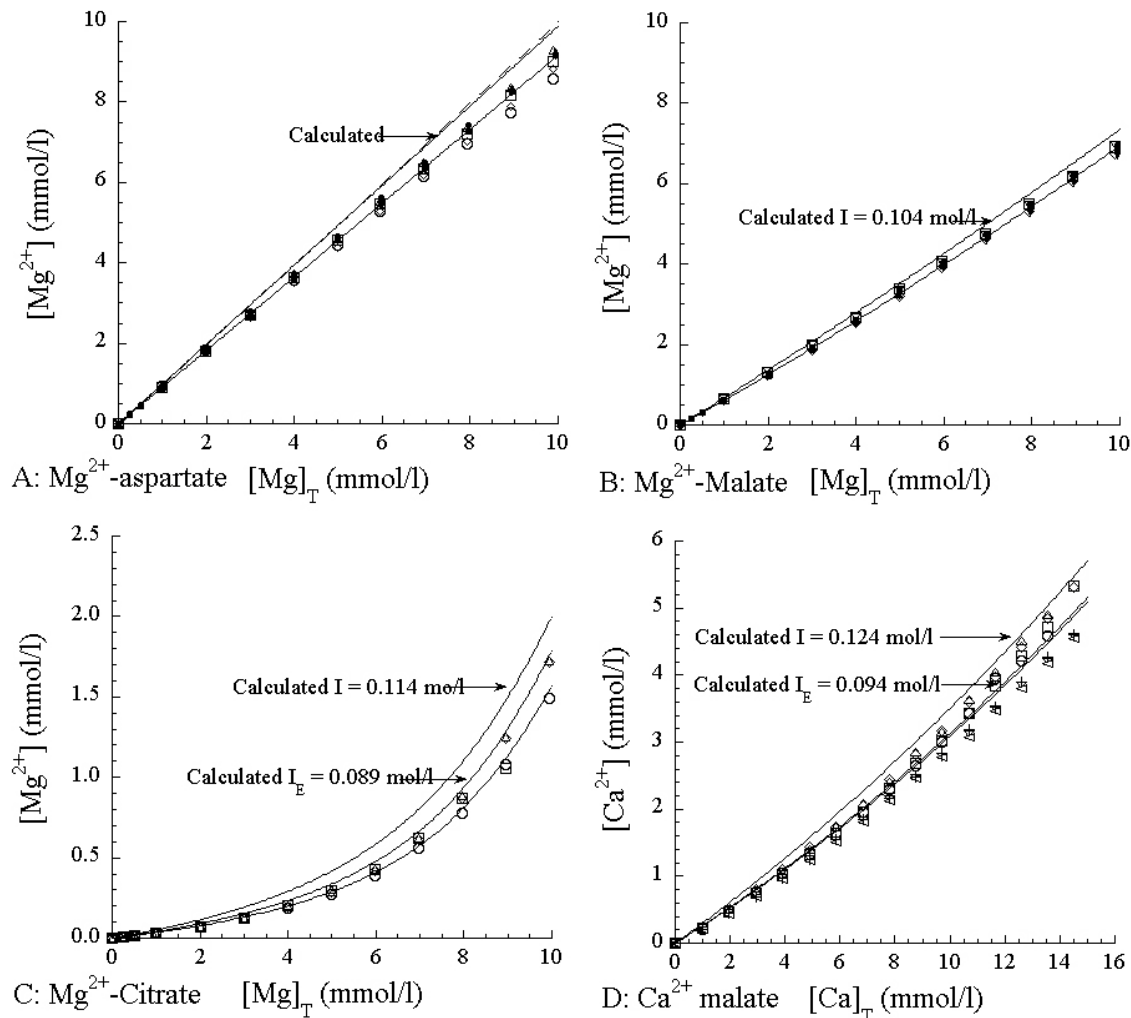 10
8
6
4
2
0
[Mg²⁺] (mmol/l)
Calculated
0 2 4 6 8 10
A: Mg²⁺-aspartate [Mg]T (mmol/l)
10
8
6
4
2
0
[Mg²⁺] (mmol/l)
Calculated I = 0.104 mol/l
0 2 4 6 8 10
B: Mg²⁺-Malate [Mg]T (mmol/l)
2.5
2.0
1.5
1.0
0.5
0.0
[Mg²⁺] (mmol/l)
Calculated I = 0.114 mo/l
Calculated IE = 0.089 mol/l
0 2 4 6 8 10
C: Mg²⁺-Citrate [Mg]T (mmol/l)
6
5
4
3
2
1
0
[Ca²⁺] (mmol/l)
Calculated I = 0.124 mol/l
Calculated IE = 0.094 mol/l
0 2 4 6 8 10 12 14 16
D: Ca²⁺ malate [Ca]T (mmol/l)